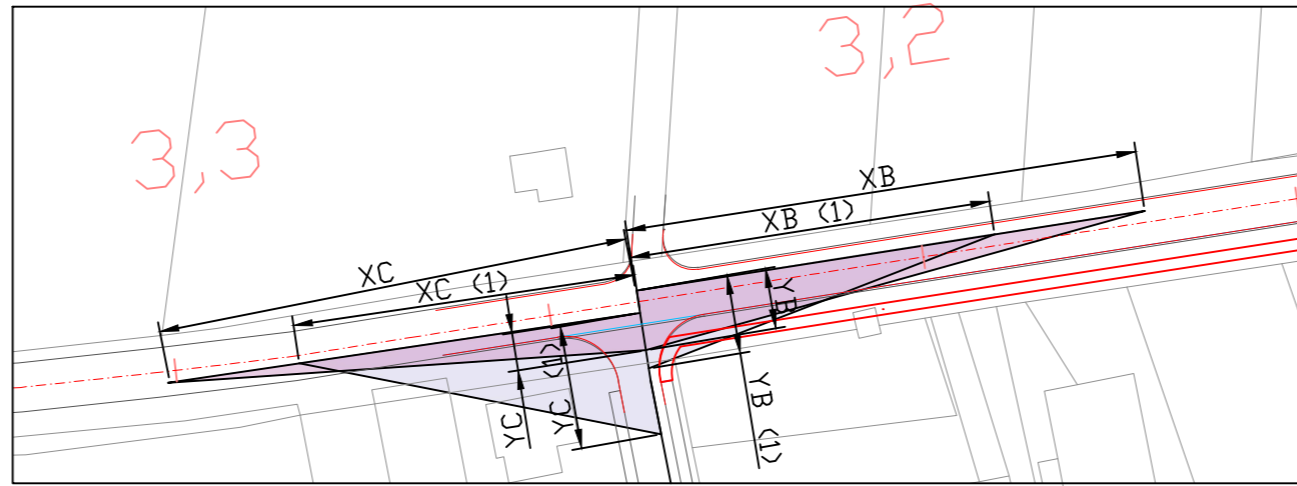 3,2
3,3
XB
XB (1)
XC
XC (1)
YB
YB (1)
YC (1)
YC